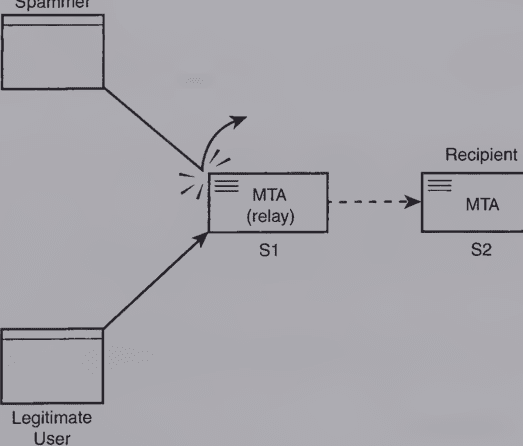 Spammer
Recipient
MTA
(relay)
MTA
S1
S2
Legitimate
User